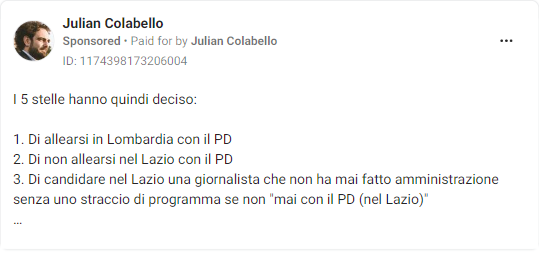 Julian Colabello
Sponsored • Paid for by Julian Colabello
ID: 1174398173206004
I 5 stelle hanno quindi deciso:
1. Di allearsi in Lombardia con il PD
2. Di non allearsi nel Lazio con il PD
3. Di candidare nel Lazio una giornalista che non ha mai fatto amministrazione
senza uno straccio di programma se non "mai con il PD (nel Lazio)"
...